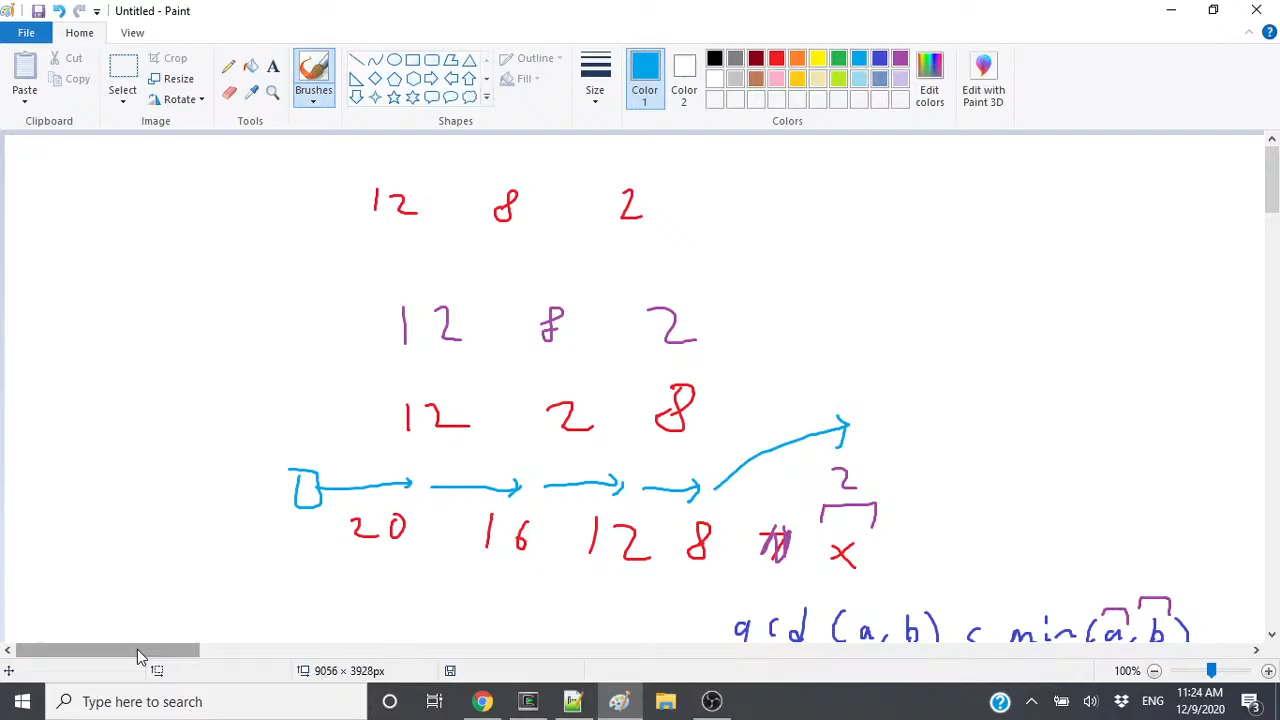 Untitled - Paint
File Home View
Paste Cut Copy
Clipboard
Select Crop Resize Rotate
Image
A
Tools
Brushes
Outline Fill
Shapes
Size
Color 1 Color 2
Edit colors
Colors
Edit with Paint 3D
12 8 2
12 8 2
12 2 8
2
20 16 12 8 x
gcd (a, b) < min(a, b)
9056 × 3928px 100%
Type here to search
ENG 11:24 AM 12/9/2020 3